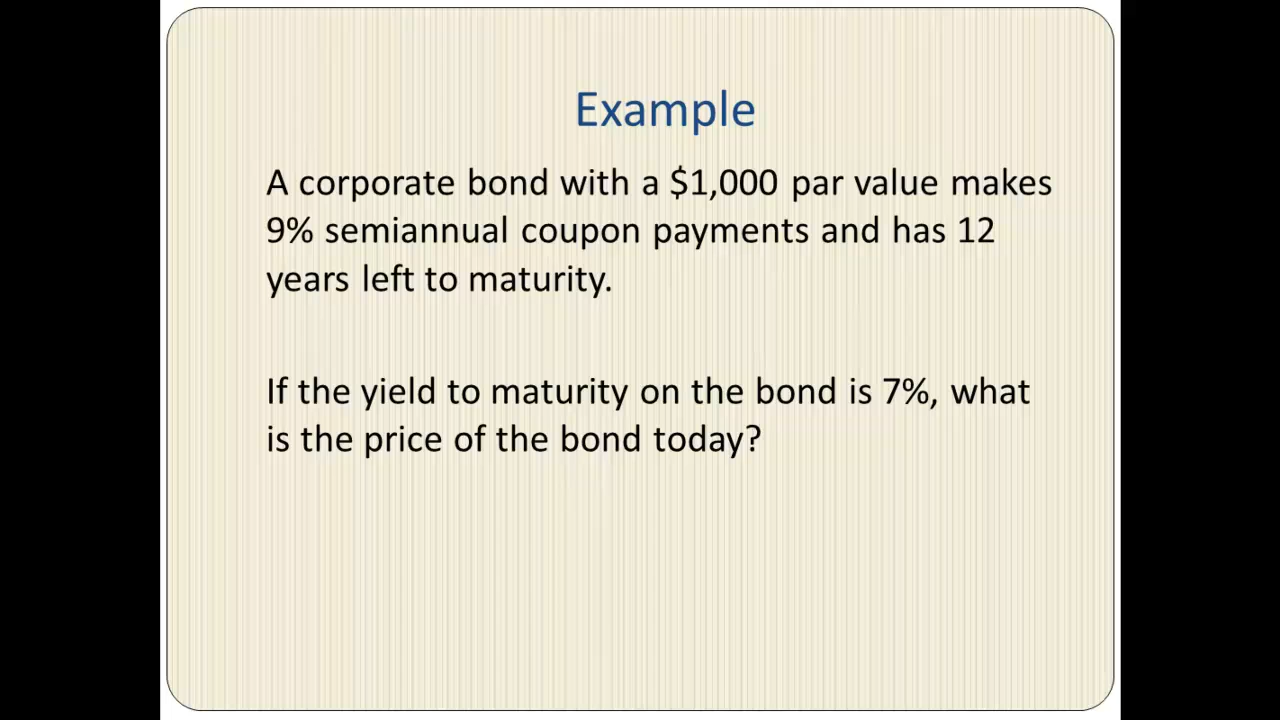 Example
A corporate bond with a $1,000 par value makes
9% semiannual coupon payments and has 12
years left to maturity.
If the yield to maturity on the bond is 7%, what
is the price of the bond today?